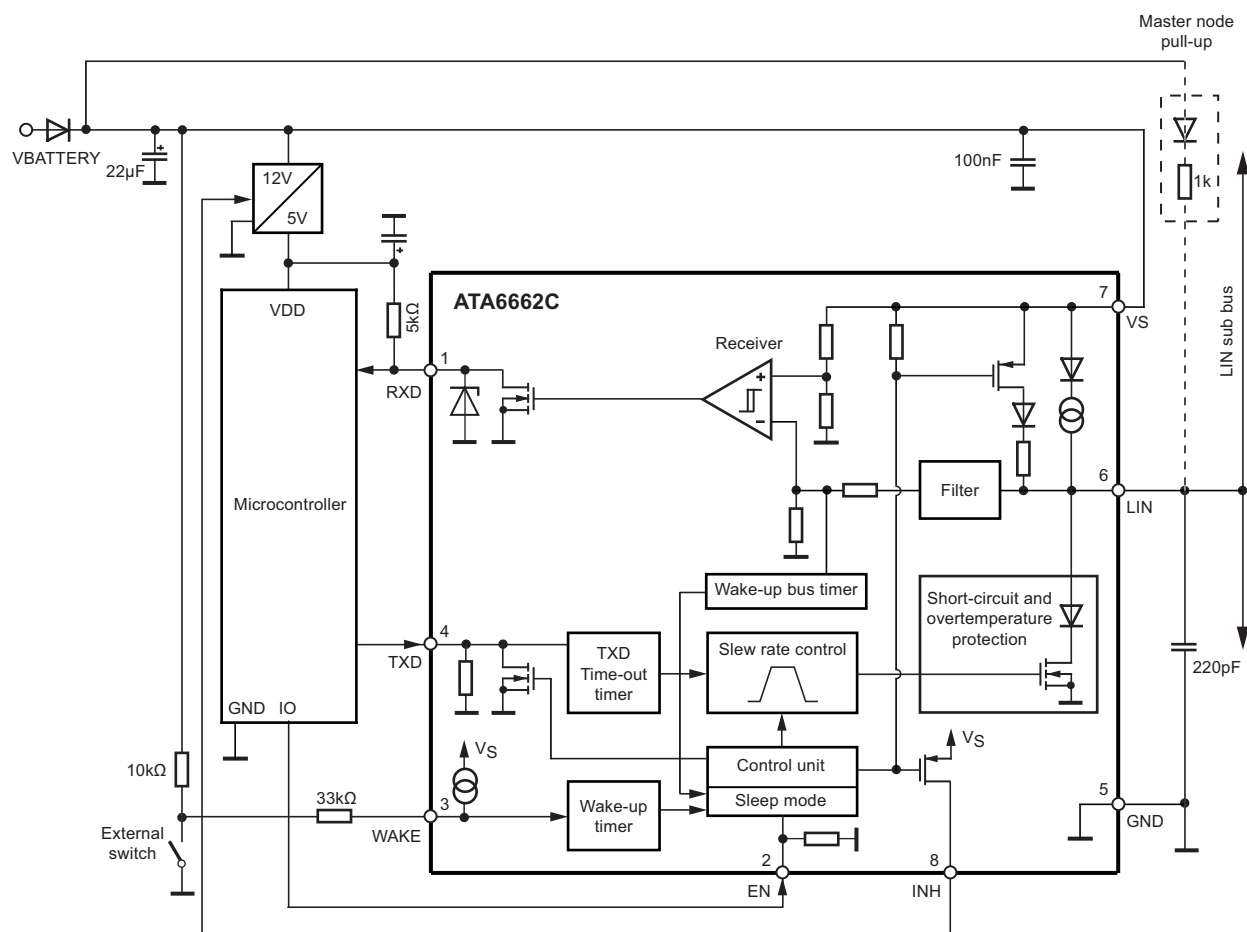 Master node
pull-up
VBATTERY
22µF
+
12V
5V
100nF
1k
LIN sub bus
+
VDD
5kΩ
ATA6662C
7
VS
Receiver
1
RXD
+
-
Microcontroller
Filter
6
LIN
Wake-up bus timer
Short-circuit and
overtemperature
protection
4
TXD
TXD
Time-out
timer
Slew rate control
220pF
GND
IO
VS
VS
10kΩ
Control unit
Sleep mode
33kΩ
3
WAKE
Wake-up
timer
5
GND
External
switch
2
EN
8
INH